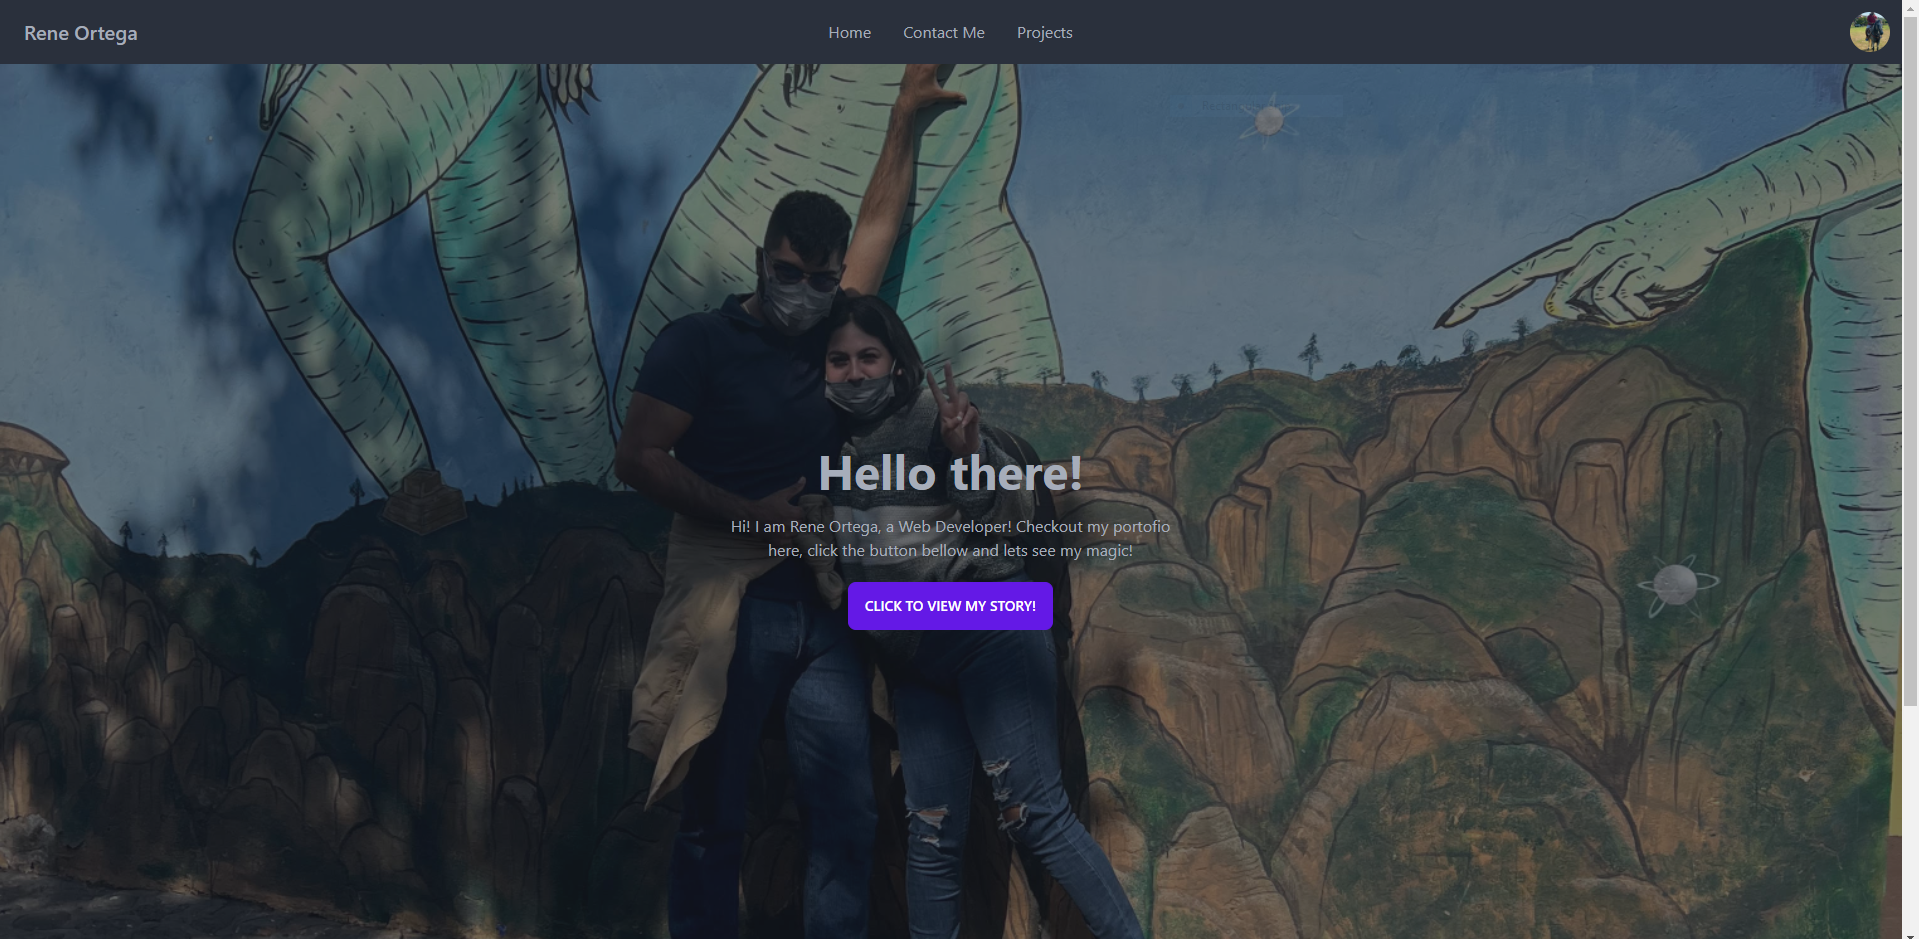 Rene Ortega
Home Contact Me Projects
Hello there!
Hi! I am Rene Ortega, a Web Developer! Checkout my portofio
here, click the button bellow and lets see my magic!
CLICK TO VIEW MY STORY!